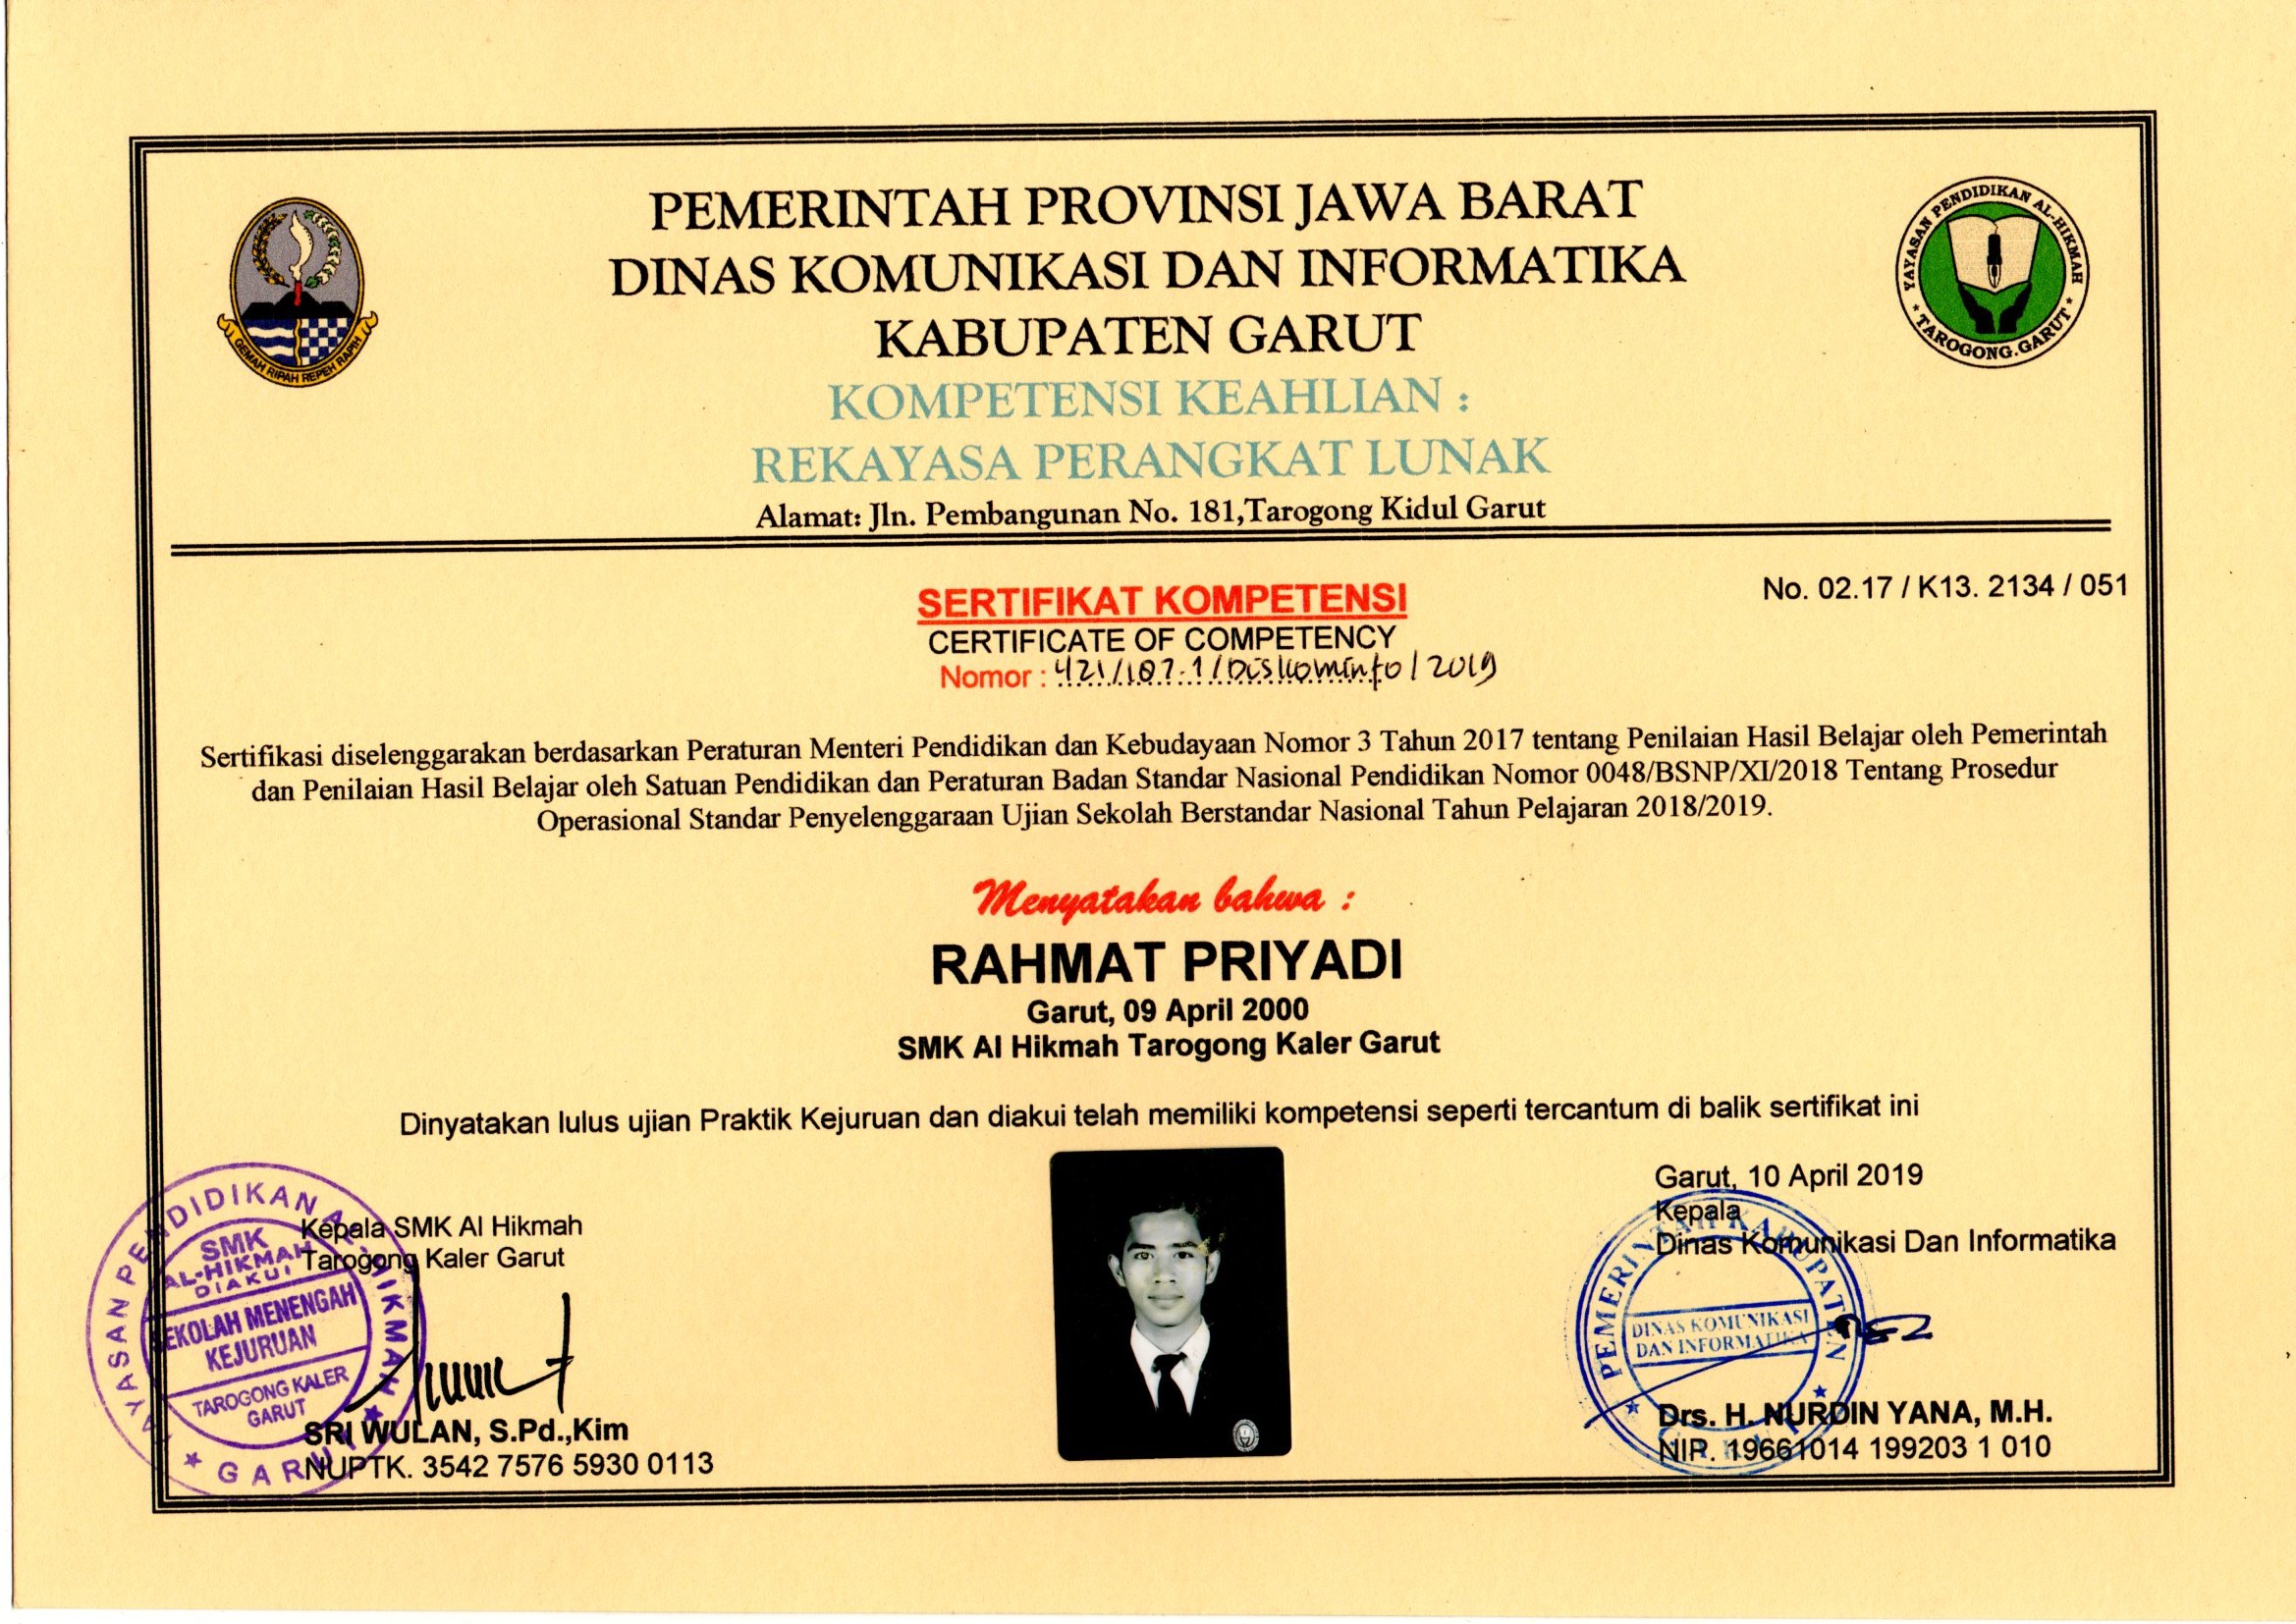 PEMERINTAH PROVINSI JAWA BARAT
DINAS KOMUNIKASI DAN INFORMATIKA
KABUPATEN GARUT
KOMPETENSI KEAHLIAN :
REKAYASA PERANGKAT LUNAK
Alamat: Jln. Pembangunan No. 181,Tarogong Kidul Garut
GEMAH RIPAH REPEH RAPIH
YAYASAN PENDIDIKAN AL-HIKMAH
TAROGONG.GARUT
No. 02.17 / K13. 2134 / 051
SERTIFIKAT KOMPETENSI
CERTIFICATE OF COMPETENCY
Nomor : 421/107.1/Diskominfo/2019
Sertifikasi diselenggarakan berdasarkan Peraturan Menteri Pendidikan dan Kebudayaan Nomor 3 Tahun 2017 tentang Penilaian Hasil Belajar oleh Pemerintah
dan Penilaian Hasil Belajar oleh Satuan Pendidikan dan Peraturan Badan Standar Nasional Pendidikan Nomor 0048/BSNP/XI/2018 Tentang Prosedur
Operasional Standar Penyelenggaraan Ujian Sekolah Berstandar Nasional Tahun Pelajaran 2018/2019.
Menyatakan bahwa :
RAHMAT PRIYADI
Garut, 09 April 2000
SMK Al Hikmah Tarogong Kaler Garut
Dinyatakan lulus ujian Praktik Kejuruan dan diakui telah memiliki kompetensi seperti tercantum di balik sertifikat ini
Kepala SMK Al Hikmah
Tarogong Kaler Garut
YAYASAN PENDIDIKAN AL-HIKMAH
SMK
AL-HIKMAH
DIAKUI
SEKOLAH MENENGAH
KEJURUAN
TAROGONG KALER
GARUT
GARUT
SRI WULAN, S.Pd.,Kim
NUPTK. 3542 7576 5930 0113
Garut, 10 April 2019
Kepala
Dinas Komunikasi Dan Informatika
PEMERINTAH KABUPATEN
DINAS KOMUNIKASI
DAN INFORMATIKA
GARUT
Drs. H. NURDIN YANA, M.H.
NIP. 19661014 199203 1 010